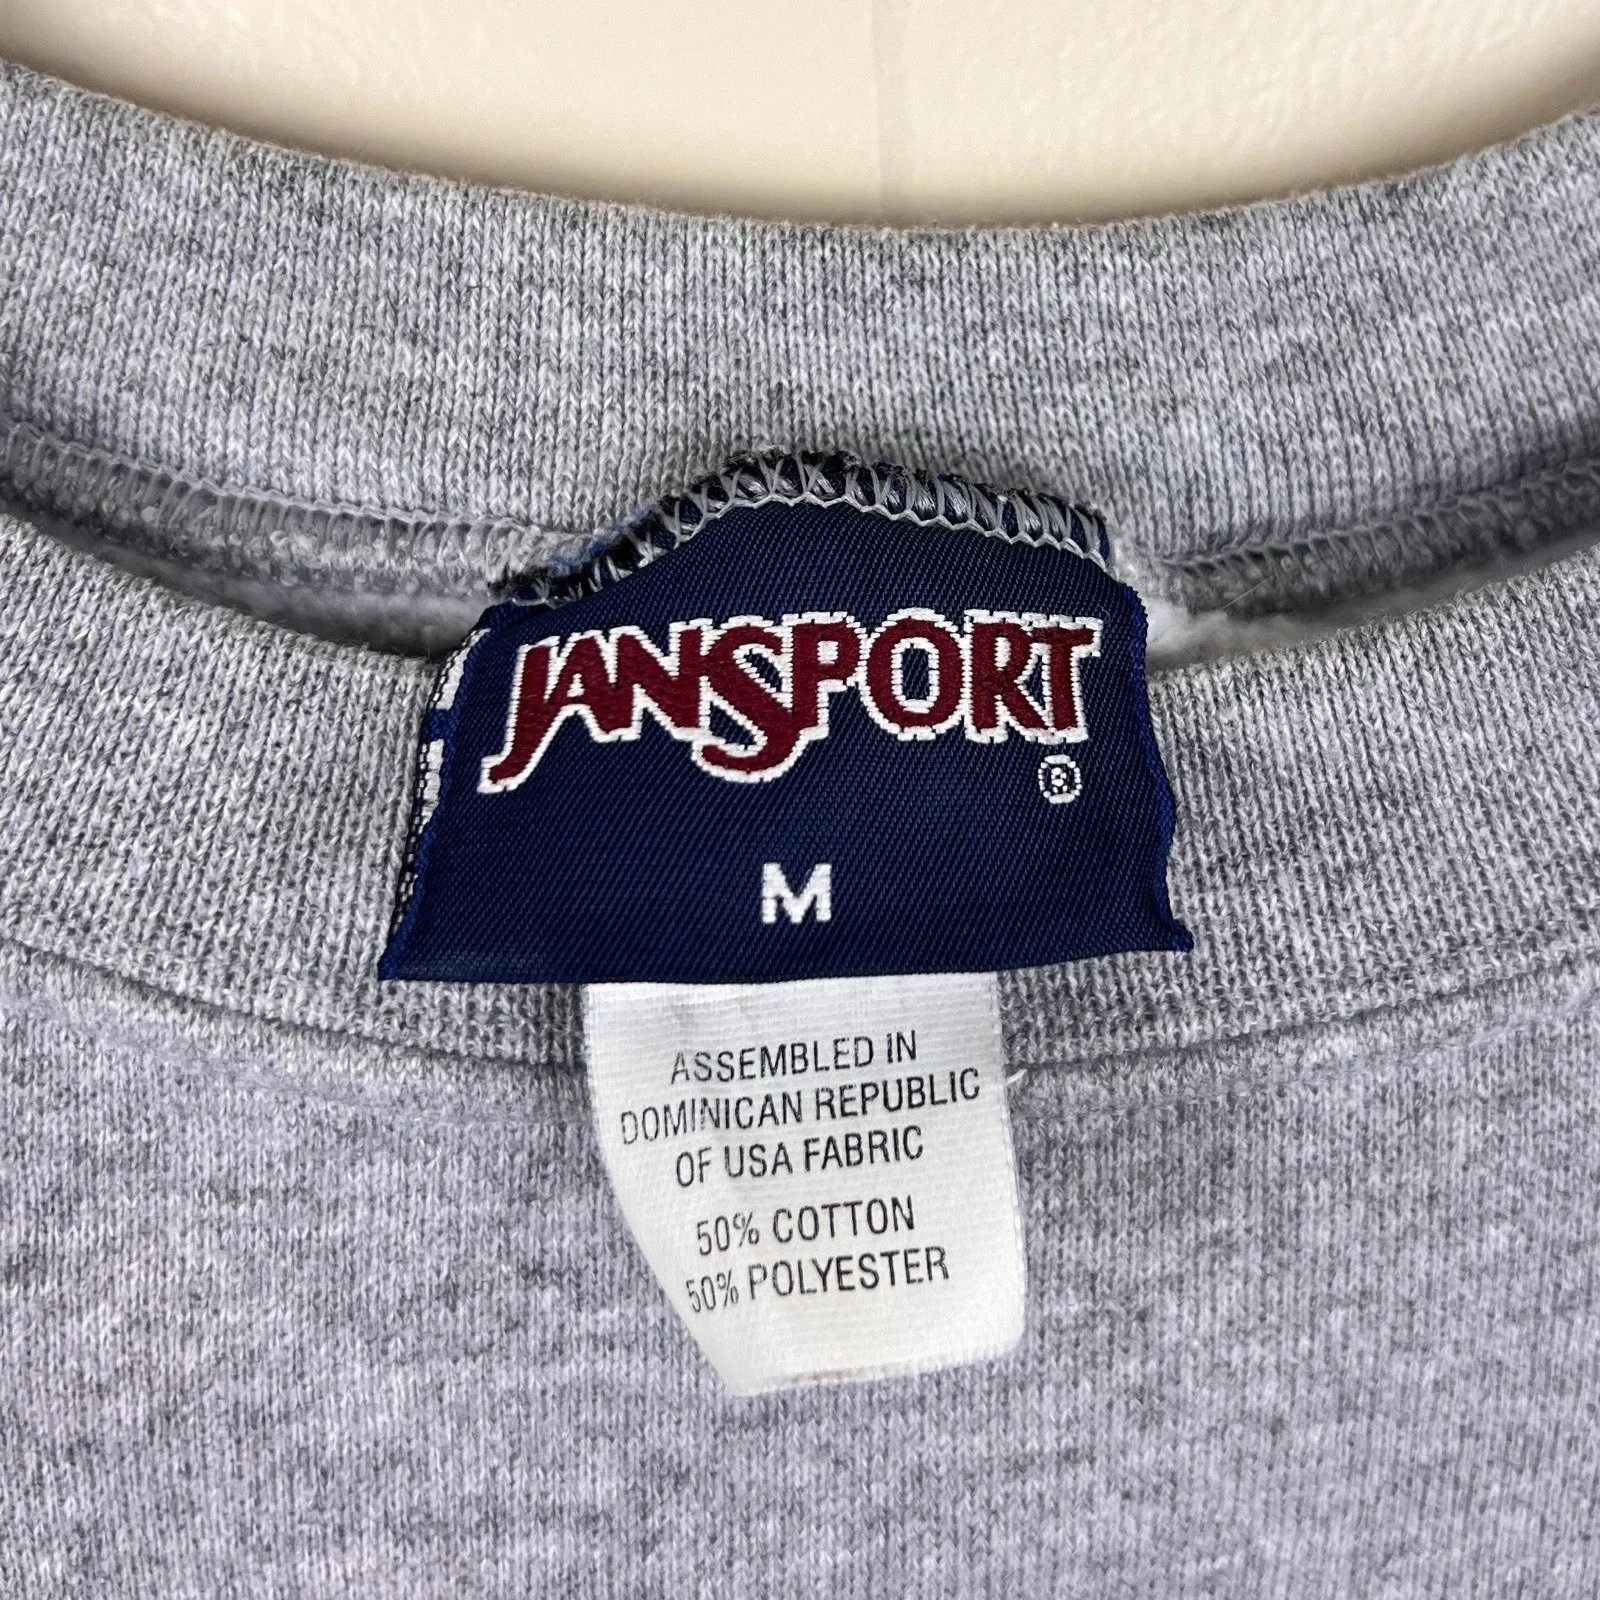 JANSPORT
®
M
ASSEMBLED IN
DOMINICAN REPUBLIC
OF USA FABRIC
50% COTTON
50% POLYESTER